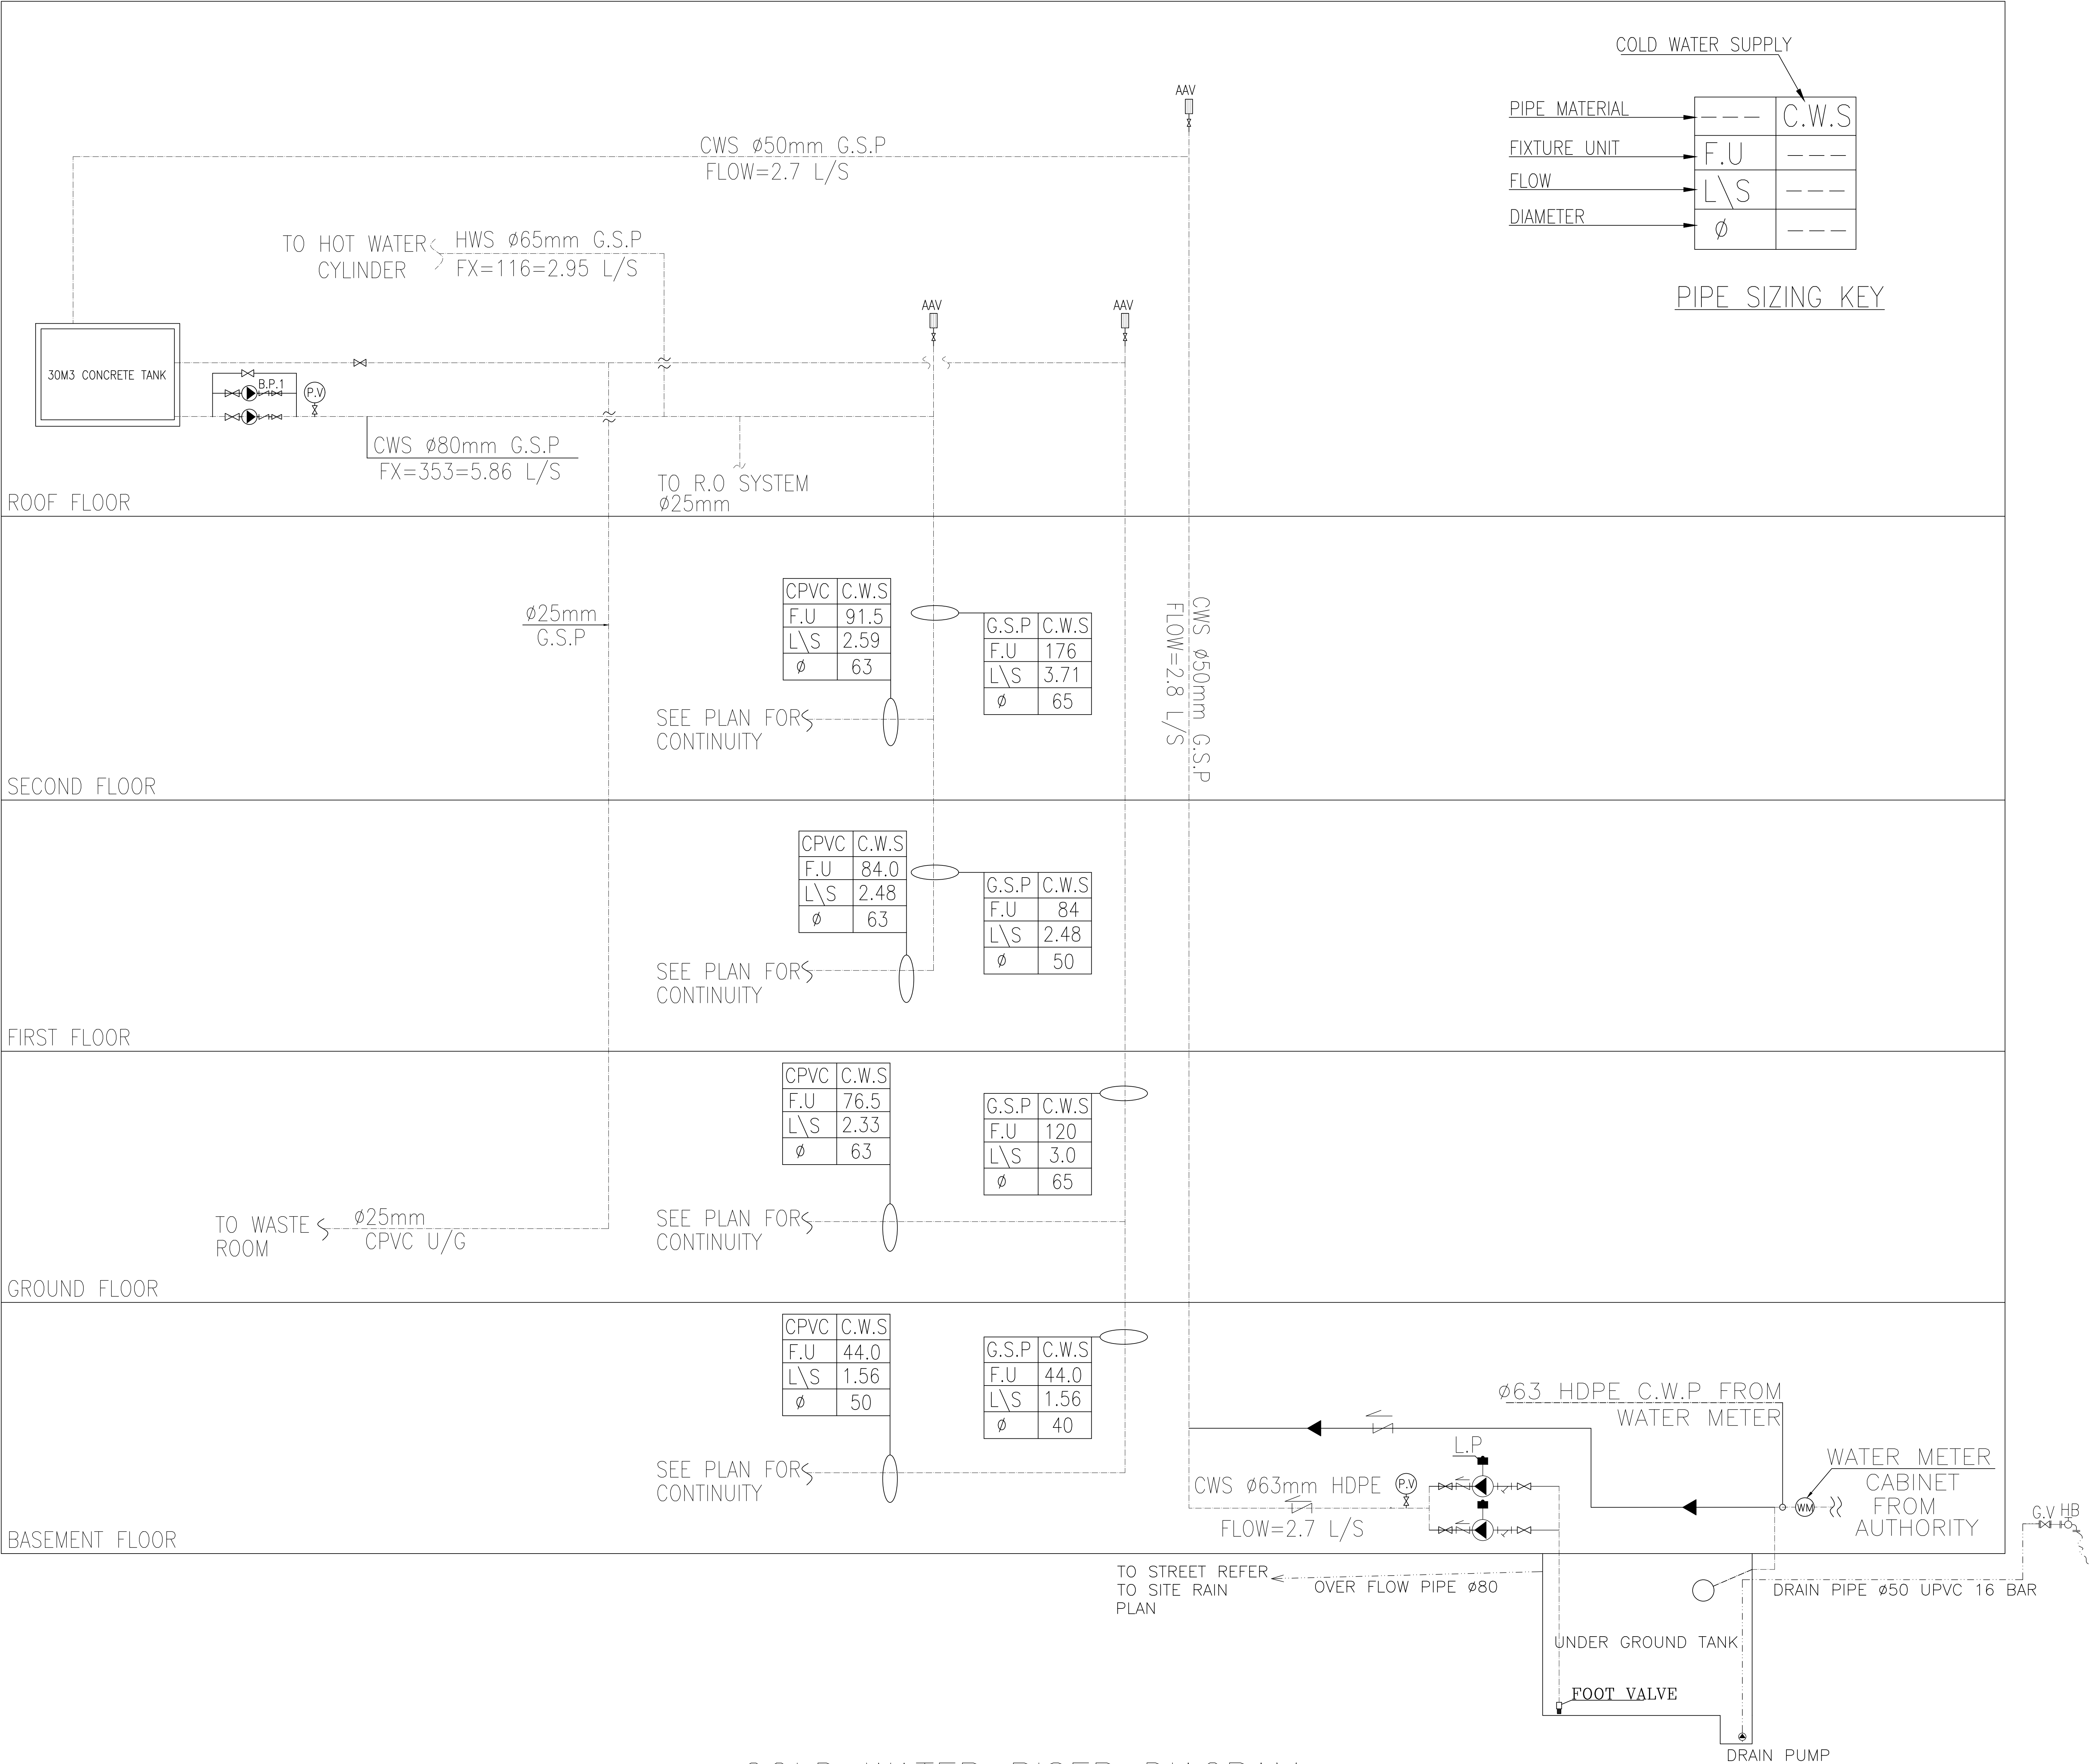 COLD WATER SUPPLY
PIPE MATERIAL
--- C.W.S
FIXTURE UNIT
F.U ---
FLOW
L\S ---
DIAMETER
Ø ---
PIPE SIZING KEY
AAV
CWS Ø50mm G.S.P
FLOW=2.7 L/S
TO HOT WATER
CYLINDER
HWS Ø65mm G.S.P
FX=116=2.95 L/S
AAV
AAV
30M3 CONCRETE TANK
B.P.1
P.V
CWS Ø80mm G.S.P
FX=353=5.86 L/S
TO R.O SYSTEM
Ø25mm
ROOF FLOOR
Ø25mm
G.S.P
CPVC C.W.S
F.U 91.5
L\S 2.59
Ø 63
G.S.P C.W.S
F.U 176
L\S 3.71
Ø 65
CWS Ø50mm G.S.P
FLOW=2.8 L/S
SEE PLAN FOR
CONTINUITY
SECOND FLOOR
CPVC C.W.S
F.U 84.0
L\S 2.48
Ø 63
G.S.P C.W.S
F.U 84
L\S 2.48
Ø 50
SEE PLAN FOR
CONTINUITY
FIRST FLOOR
CPVC C.W.S
F.U 76.5
L\S 2.33
Ø 63
G.S.P C.W.S
F.U 120
L\S 3.0
Ø 65
TO WASTE
ROOM
Ø25mm
CPVC U/G
SEE PLAN FOR
CONTINUITY
GROUND FLOOR
CPVC C.W.S
F.U 44.0
L\S 1.56
Ø 50
G.S.P C.W.S
F.U 44.0
L\S 1.56
Ø 40
SEE PLAN FOR
CONTINUITY
Ø63 HDPE C.W.P FROM
WATER METER
L.P
P.V
CWS Ø63mm HDPE
FLOW=2.7 L/S
WM
WATER METER
CABINET
FROM
AUTHORITY
G.V HB
BASEMENT FLOOR
TO STREET REFER
TO SITE RAIN
PLAN
OVER FLOW PIPE Ø80
DRAIN PIPE Ø50 UPVC 16 BAR
UNDER GROUND TANK
FOOT VALVE
DRAIN PUMP
COLD WATER RISER DIAGRAM